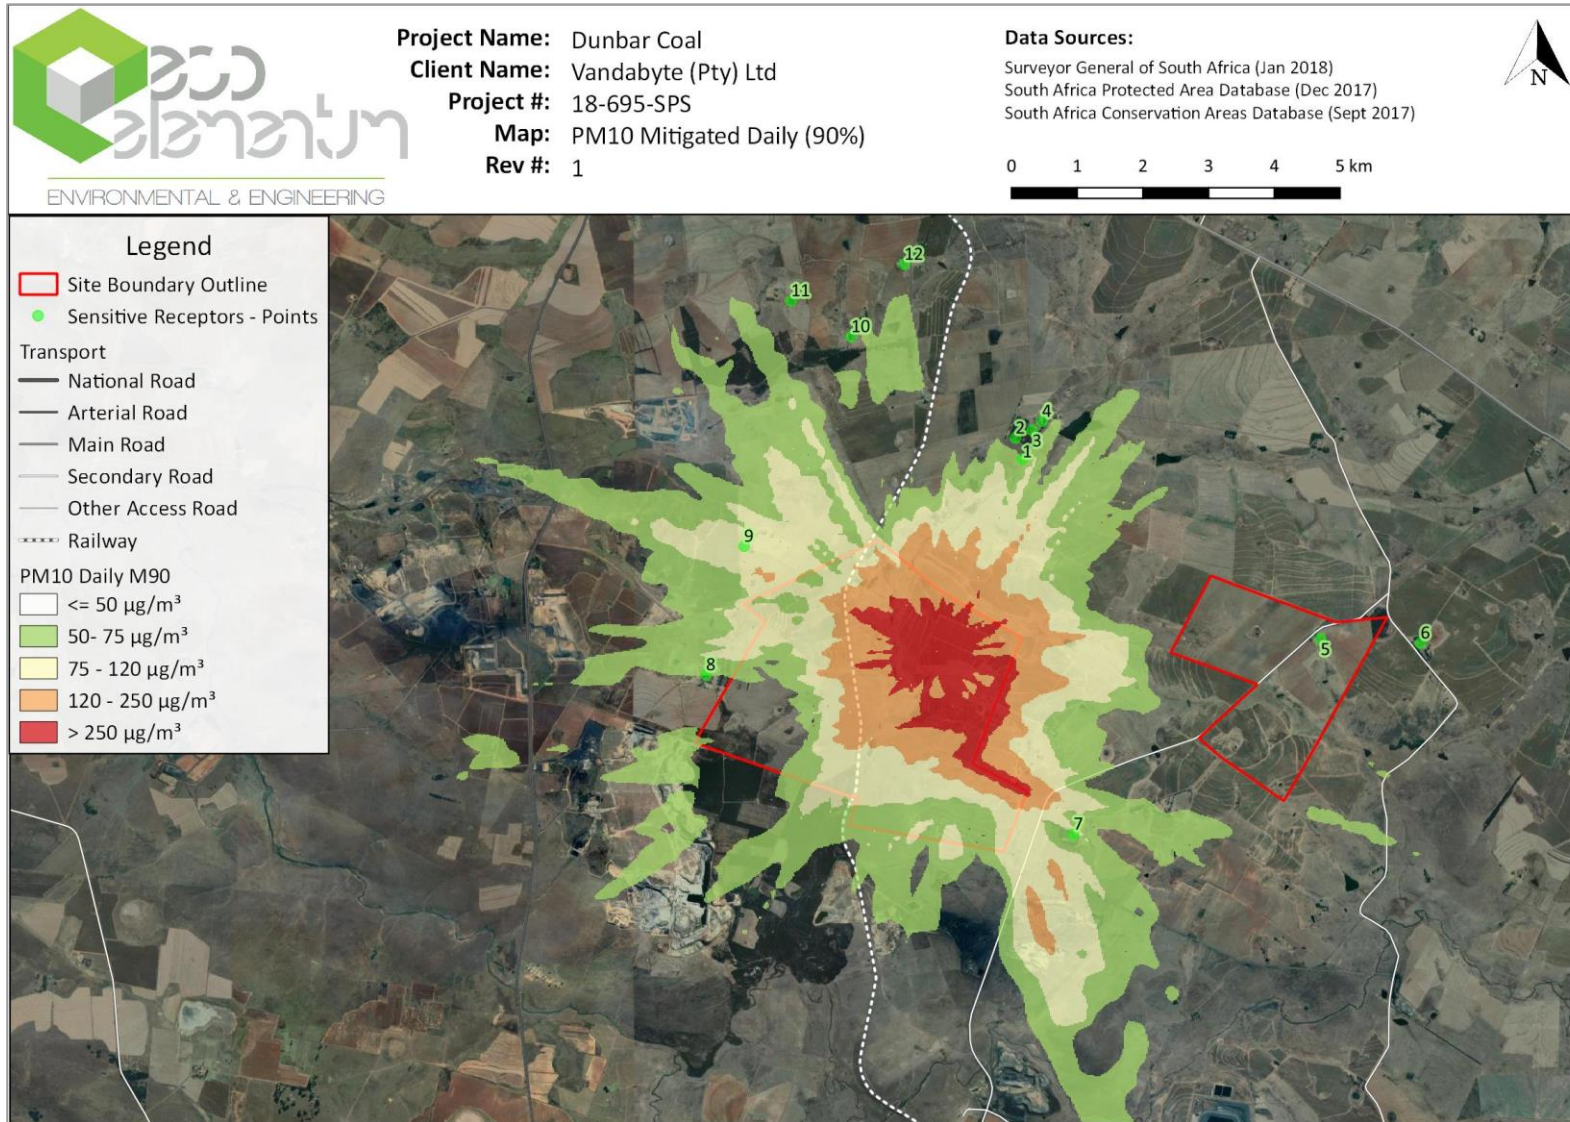 eco
elementum
ENVIRONMENTAL & ENGINEERING
Project Name: Dunbar Coal
Client Name: Vandabyte (Pty) Ltd
Project #: 18-695-SPS
Map: PM10 Mitigated Daily (90%)
Rev #: 1
Data Sources:
Surveyor General of South Africa (Jan 2018)
South Africa Protected Area Database (Dec 2017)
South Africa Conservation Areas Database (Sept 2017)
0 1 2 3 4 5 km
N
Legend
Site Boundary Outline
Sensitive Receptors - Points
Transport
National Road
Arterial Road
Main Road
Secondary Road
Other Access Road
Railway
PM10 Daily M90
<= 50 µg/m³
50- 75 µg/m³
75 - 120 µg/m³
120 - 250 µg/m³
> 250 µg/m³
12
11
10
4
2
3
1
9
6
5
8
7